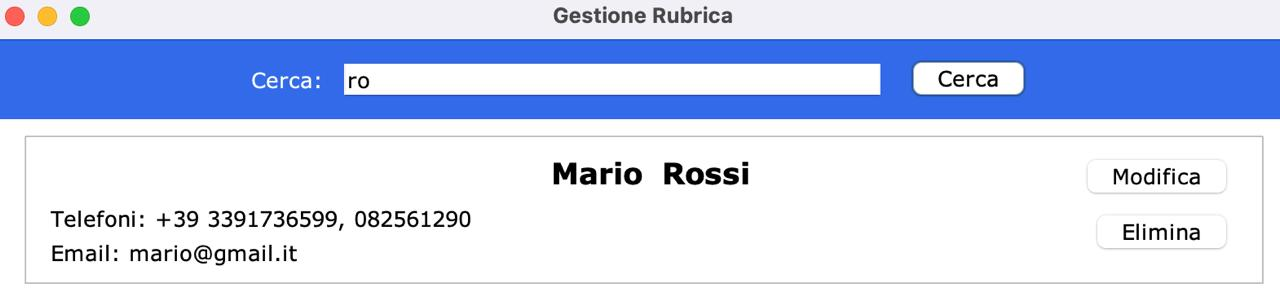 Gestione Rubrica
Cerca: ro Cerca
Mario Rossi
Modifica
Telefoni: +39 3391736599, 082561290
Elimina
Email: mario@gmail.it